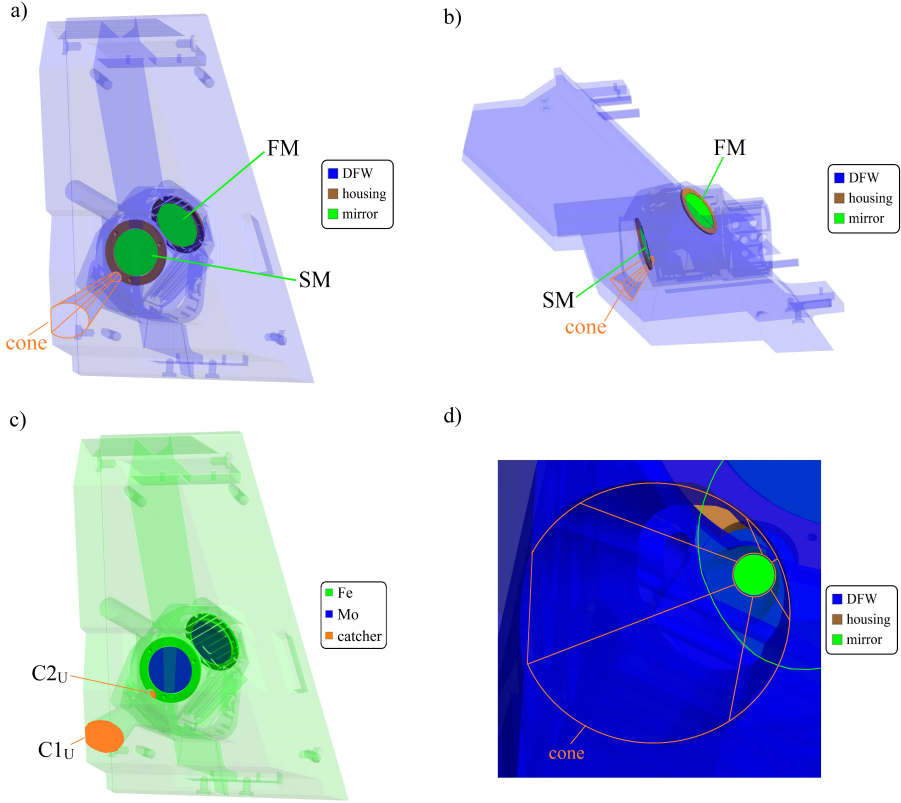 a)
FM
DFW
housing
mirror
SM
cone
b)
FM
DFW
housing
mirror
SM
cone
c)
Fe
Mo
catcher
C2U
C1U
d)
DFW
housing
mirror
cone